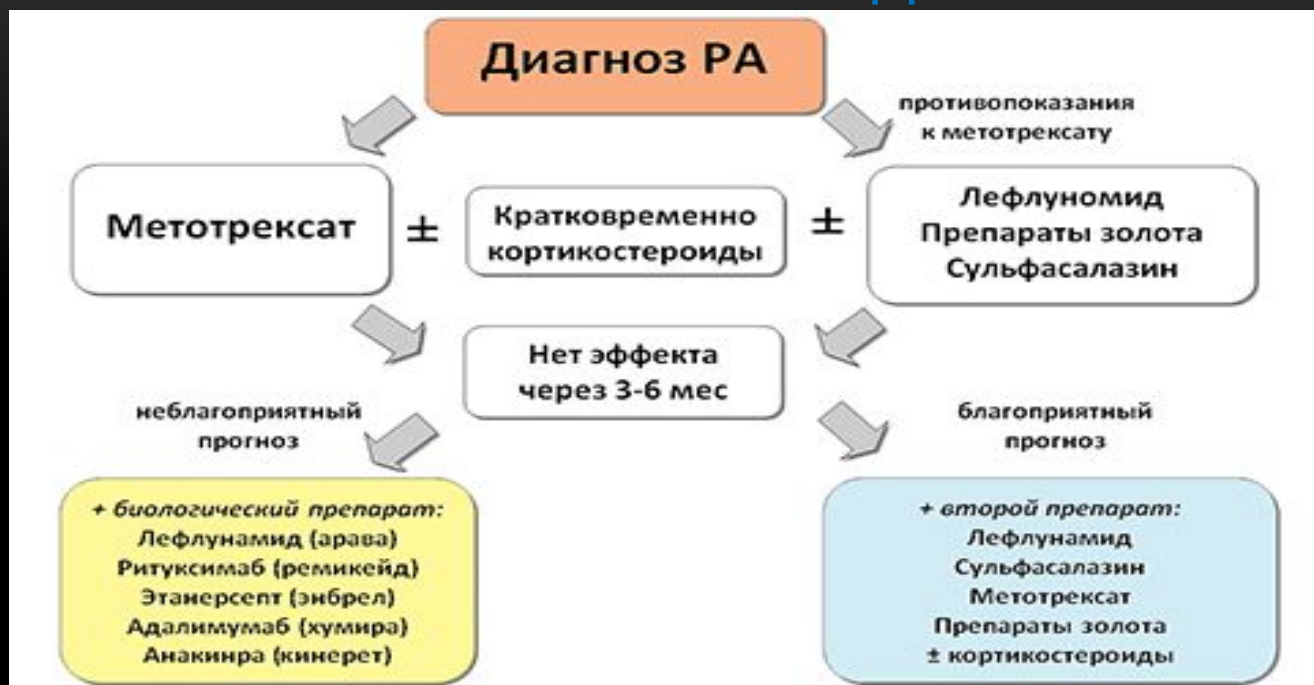 Диагноз РА
противопоказания
к метотрексату
Метотрексат
±
Кратковременно
кортикостероиды
±
Лефлуномид
Препараты золота
Сульфасалазин
Нет эффекта
через 3-6 мес
неблагоприятный
прогноз
благоприятный
прогноз
+ биологический препарат:
Лефлунамид (арава)
Ритуксимаб (ремикейд)
Этанерсепт (энбрел)
Адалимумаб (хумира)
Анакинра (кинерет)
+ второй препарат:
Лефлунамид
Сульфасалазин
Метотрексат
Препараты золота
± кортикостероиды